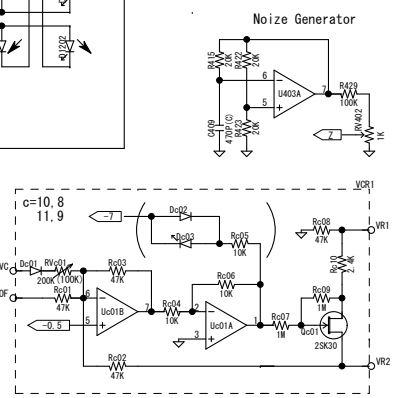 D1202
Noize Generator
R415
20K
R422
20K
6
5
7
U403A
R429
100K
RV402
1K
Z
C409
470P(C)
R423
20K
VCR1
c=10,8
11,9
-7
Dc02
Dc03
Rc05
10K
Rc08
47K
VR1
VC
Dc01
RVc01
200K(100K)
Rc03
47K
Rc06
10K
Rc10
2.4K
DF
Rc01
47K
6
5
7
Uc01B
Rc04
10K
2
3
1
Uc01A
Rc07
1M
Rc09
1M
Qc01
2SK30
-0.5
Rc02
47K
VR2